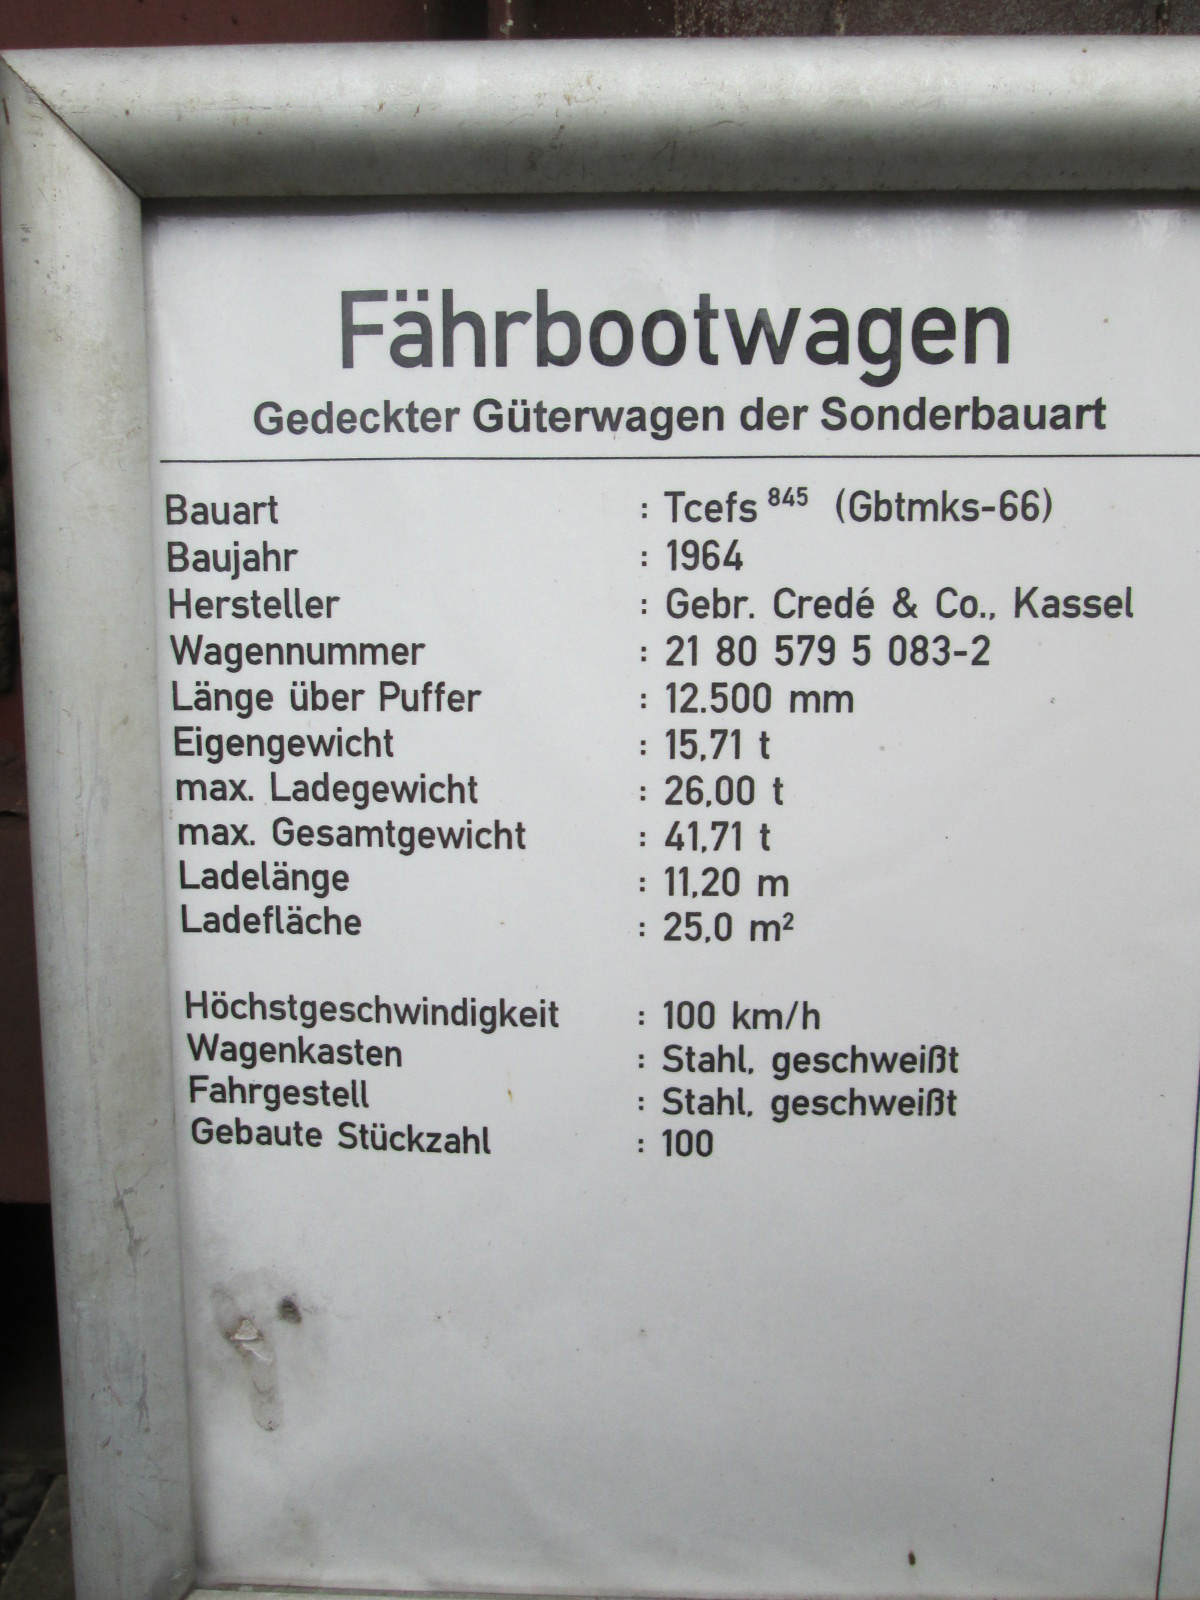 Fährbootwagen
Gedeckter Güterwagen der Sonderbauart
Bauart : Tcefs 845 (Gbtmks-66)
Baujahr : 1964
Hersteller : Gebr. Credé & Co., Kassel
Wagennummer : 21 80 579 5 083-2
Länge über Puffer : 12.500 mm
Eigengewicht : 15,71 t
max. Ladegewicht : 26,00 t
max. Gesamtgewicht : 41,71 t
Ladelänge : 11,20 m
Ladefläche : 25,0 m²
Höchstgeschwindigkeit : 100 km/h
Wagenkasten : Stahl, geschweißt
Fahrgestell : Stahl, geschweißt
Gebaute Stückzahl : 100